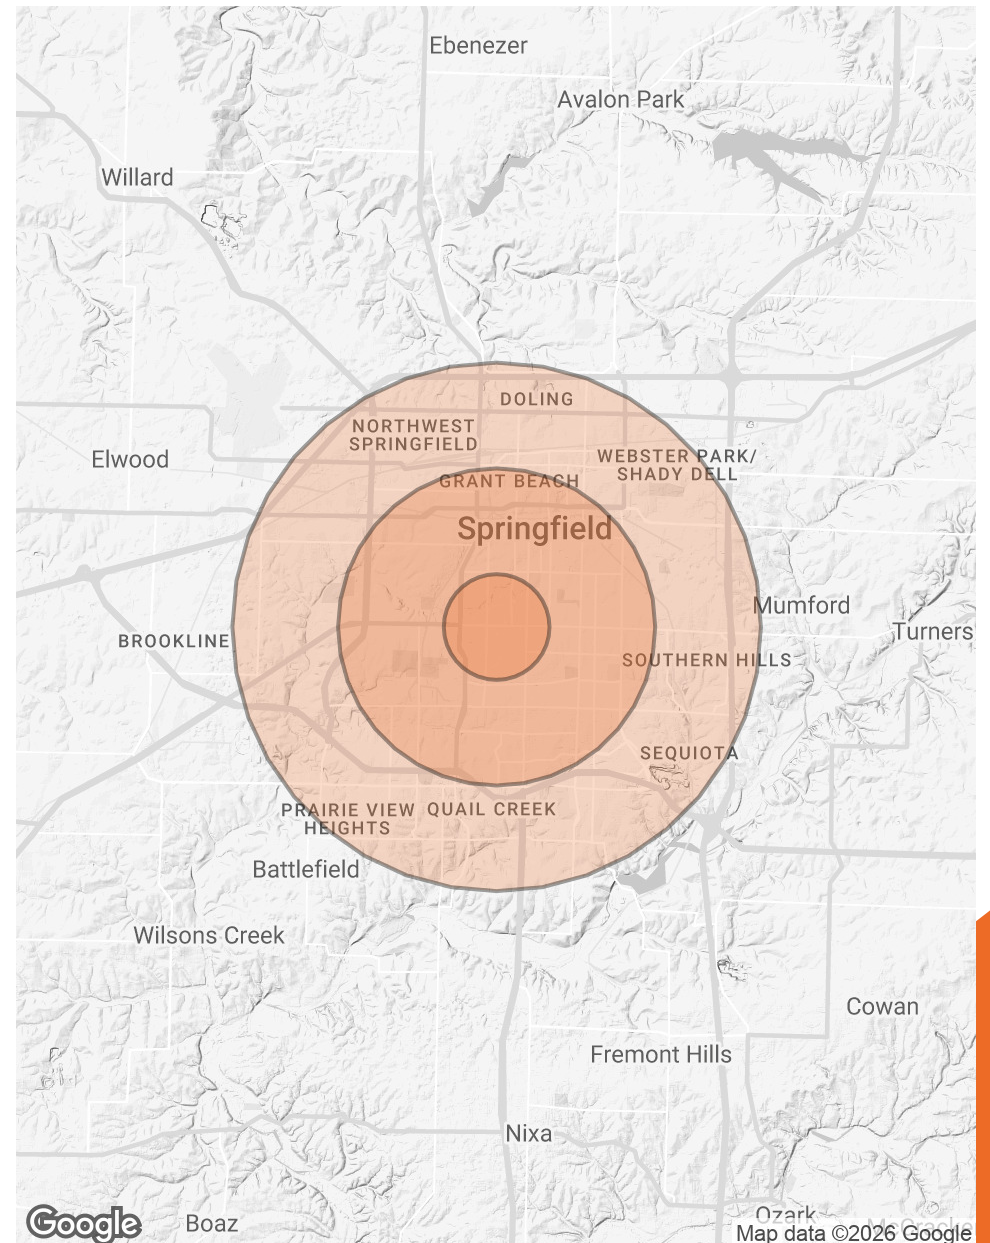 Ebenezer
Avalon Park
Willard
DOLING
NORTHWEST
SPRINGFIELD
WEBSTER PARK/
SHADY DELL
Elwood
GRANT BEACH
Springfield
Mumford
Turners
BROOKLINE
SOUTHERN HILLS
SEQUIOTA
PRAIRIE VIEW
HEIGHTS
QUAIL CREEK
Battlefield
Wilsons Creek
Cowan
Fremont Hills
Nixa
Ozark
Boaz
Google
Map data ©2026 Google